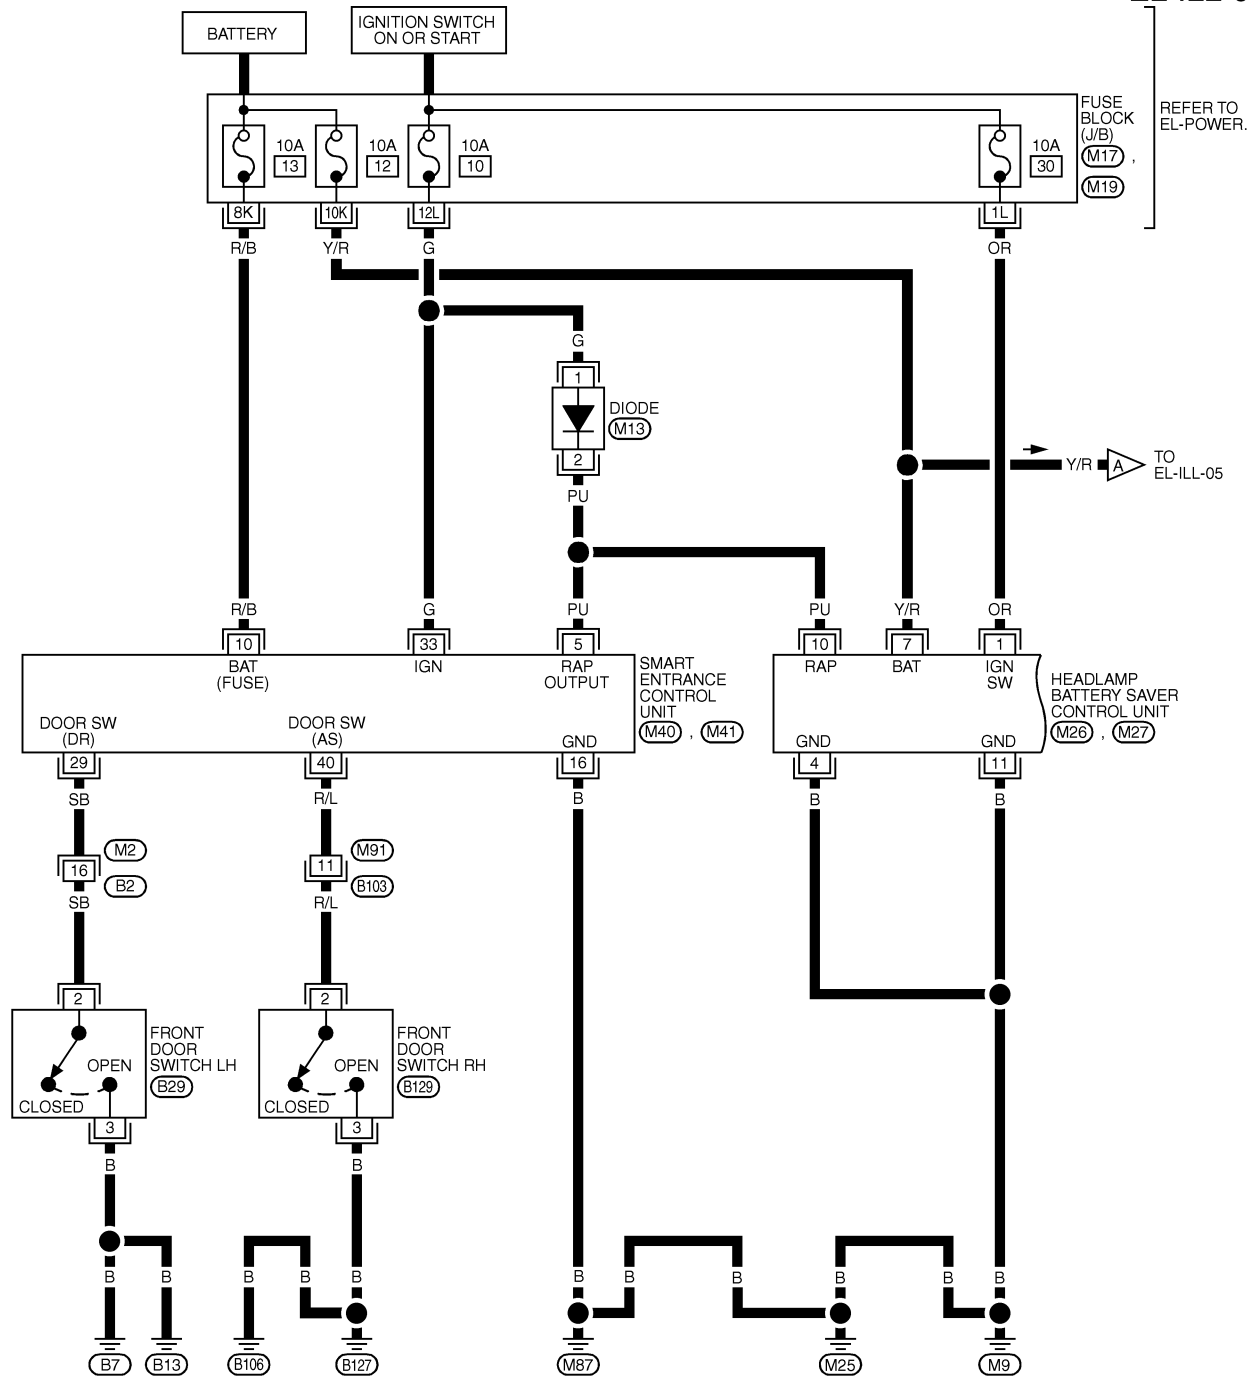 BATTERY
IGNITION SWITCH
ON OR START
FUSE
BLOCK
(J/B)
M17 ,
M19
REFER TO
EL-POWER.
10A
13
10A
12
10A
10
10A
30
8K
10K
12L
1L
R/B
Y/R
G
OR
G
1
DIODE
M13
2
PU
Y/R
A
TO
EL-ILL-05
R/B
G
PU
PU
Y/R
OR
10
33
5
10
7
1
BAT
(FUSE)
IGN
RAP
OUTPUT
RAP
BAT
IGN
SW
SMART
ENTRANCE
CONTROL
UNIT
M40 , M41
HEADLAMP
BATTERY SAVER
CONTROL UNIT
M26 , M27
DOOR SW
(DR)
DOOR SW
(AS)
GND
GND
GND
29
40
16
4
11
SB
R/L
B
B
B
M2
16
B2
M91
11
B103
SB
R/L
2
2
FRONT
DOOR
SWITCH LH
B29
OPEN
CLOSED
FRONT
DOOR
SWITCH RH
B129
OPEN
CLOSED
3
3
B
B
B
B
B
B
B
B
B
B
B
B
B
B7
B13
B106
B127
M87
M25
M9